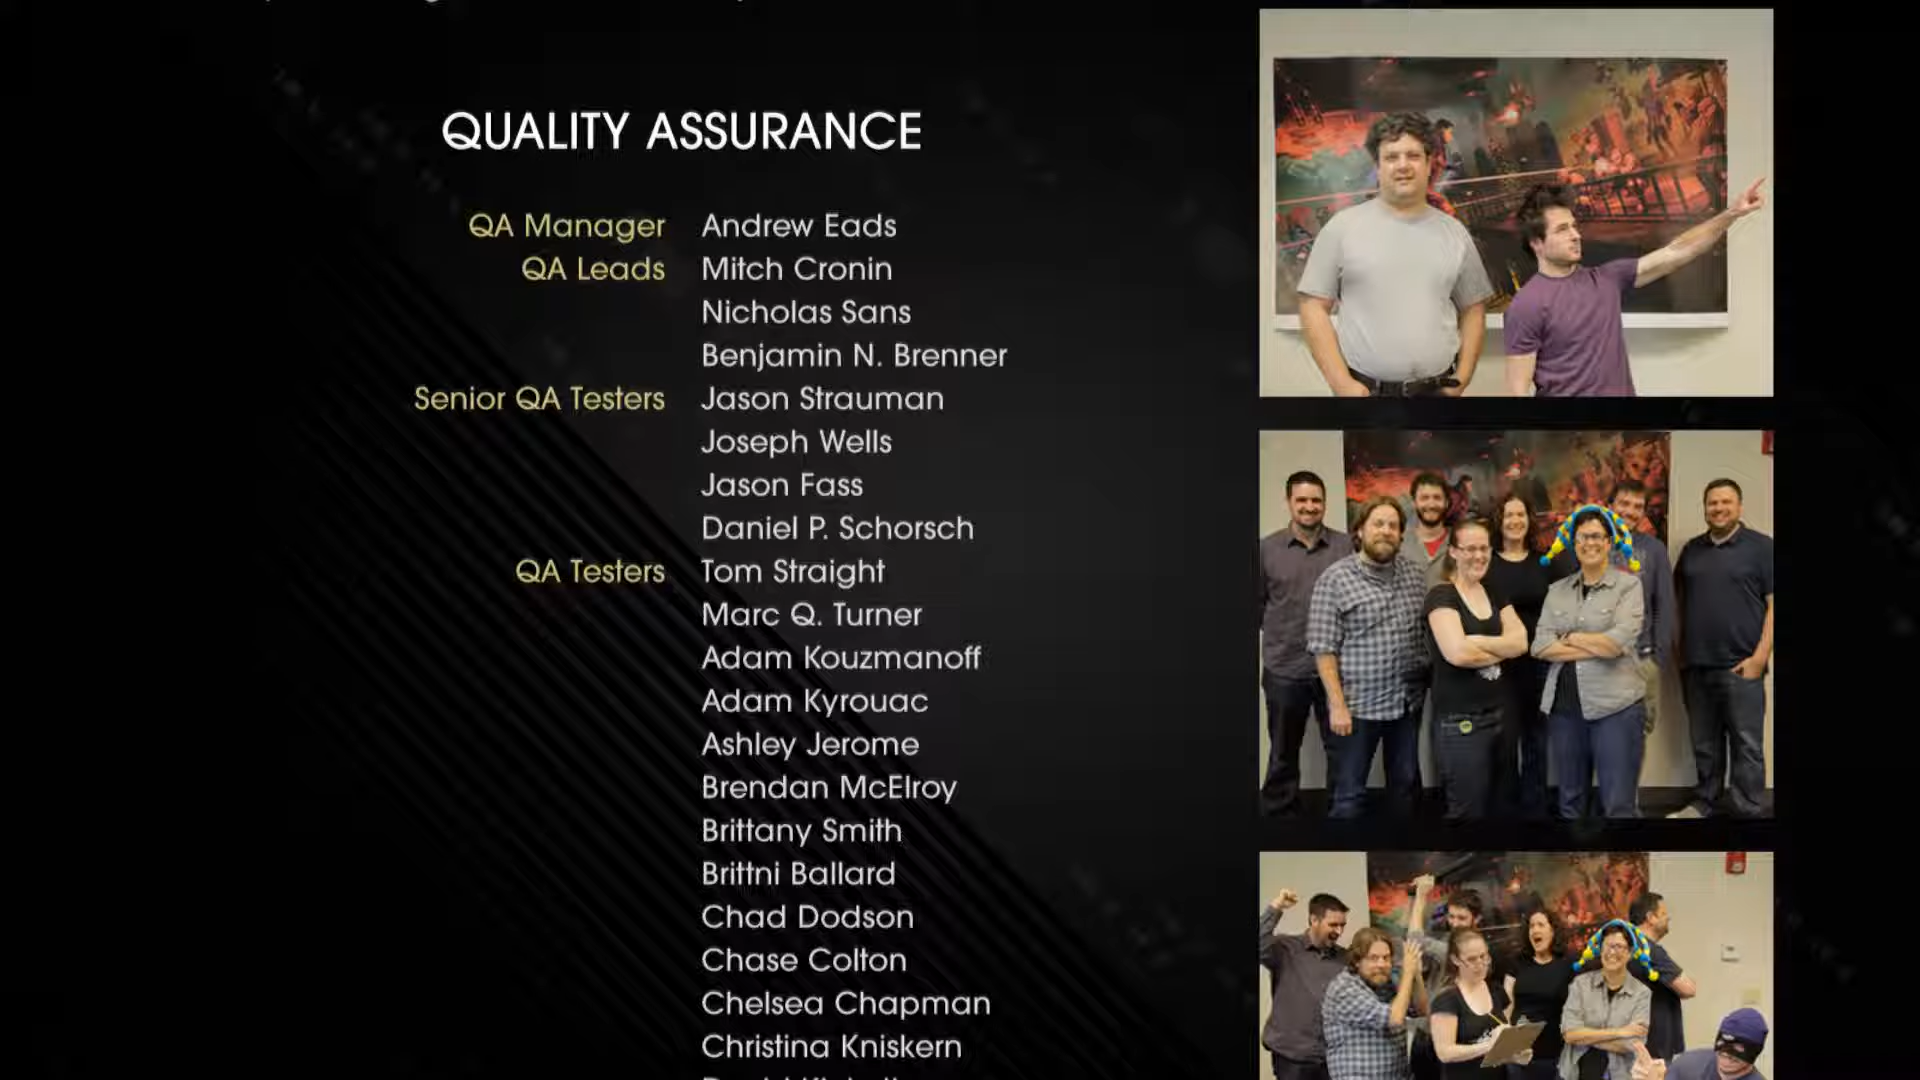 QUALITY ASSURANCE
QA Manager Andrew Eads
QA Leads Mitch Cronin
Nicholas Sans
Benjamin N. Brenner
Senior QA Testers Jason Strauman
Joseph Wells
Jason Fass
Daniel P. Schorsch
QA Testers Tom Straight
Marc Q. Turner
Adam Kouzmanoff
Adam Kyrouac
Ashley Jerome
Brendan McElroy
Brittany Smith
Brittni Ballard
Chad Dodson
Chase Colton
Chelsea Chapman
Christina Kniskern